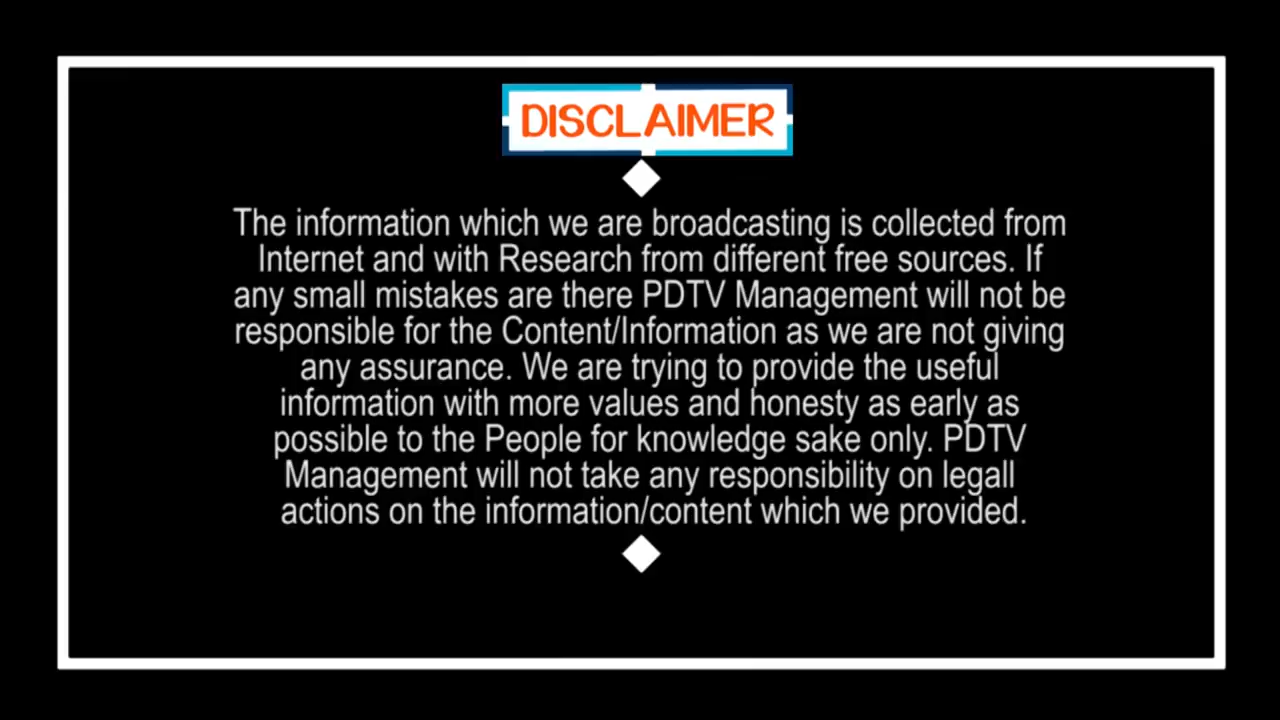 DISCLAIMER
The information which we are broadcasting is collected from
Internet and with Research from different free sources. If
any small mistakes are there PDTV Management will not be
responsible for the Content/Information as we are not giving
any assurance. We are trying to provide the useful
information with more values and honesty as early as
possible to the People for knowledge sake only. PDTV
Management will not take any responsibility on legall
actions on the information/content which we provided.